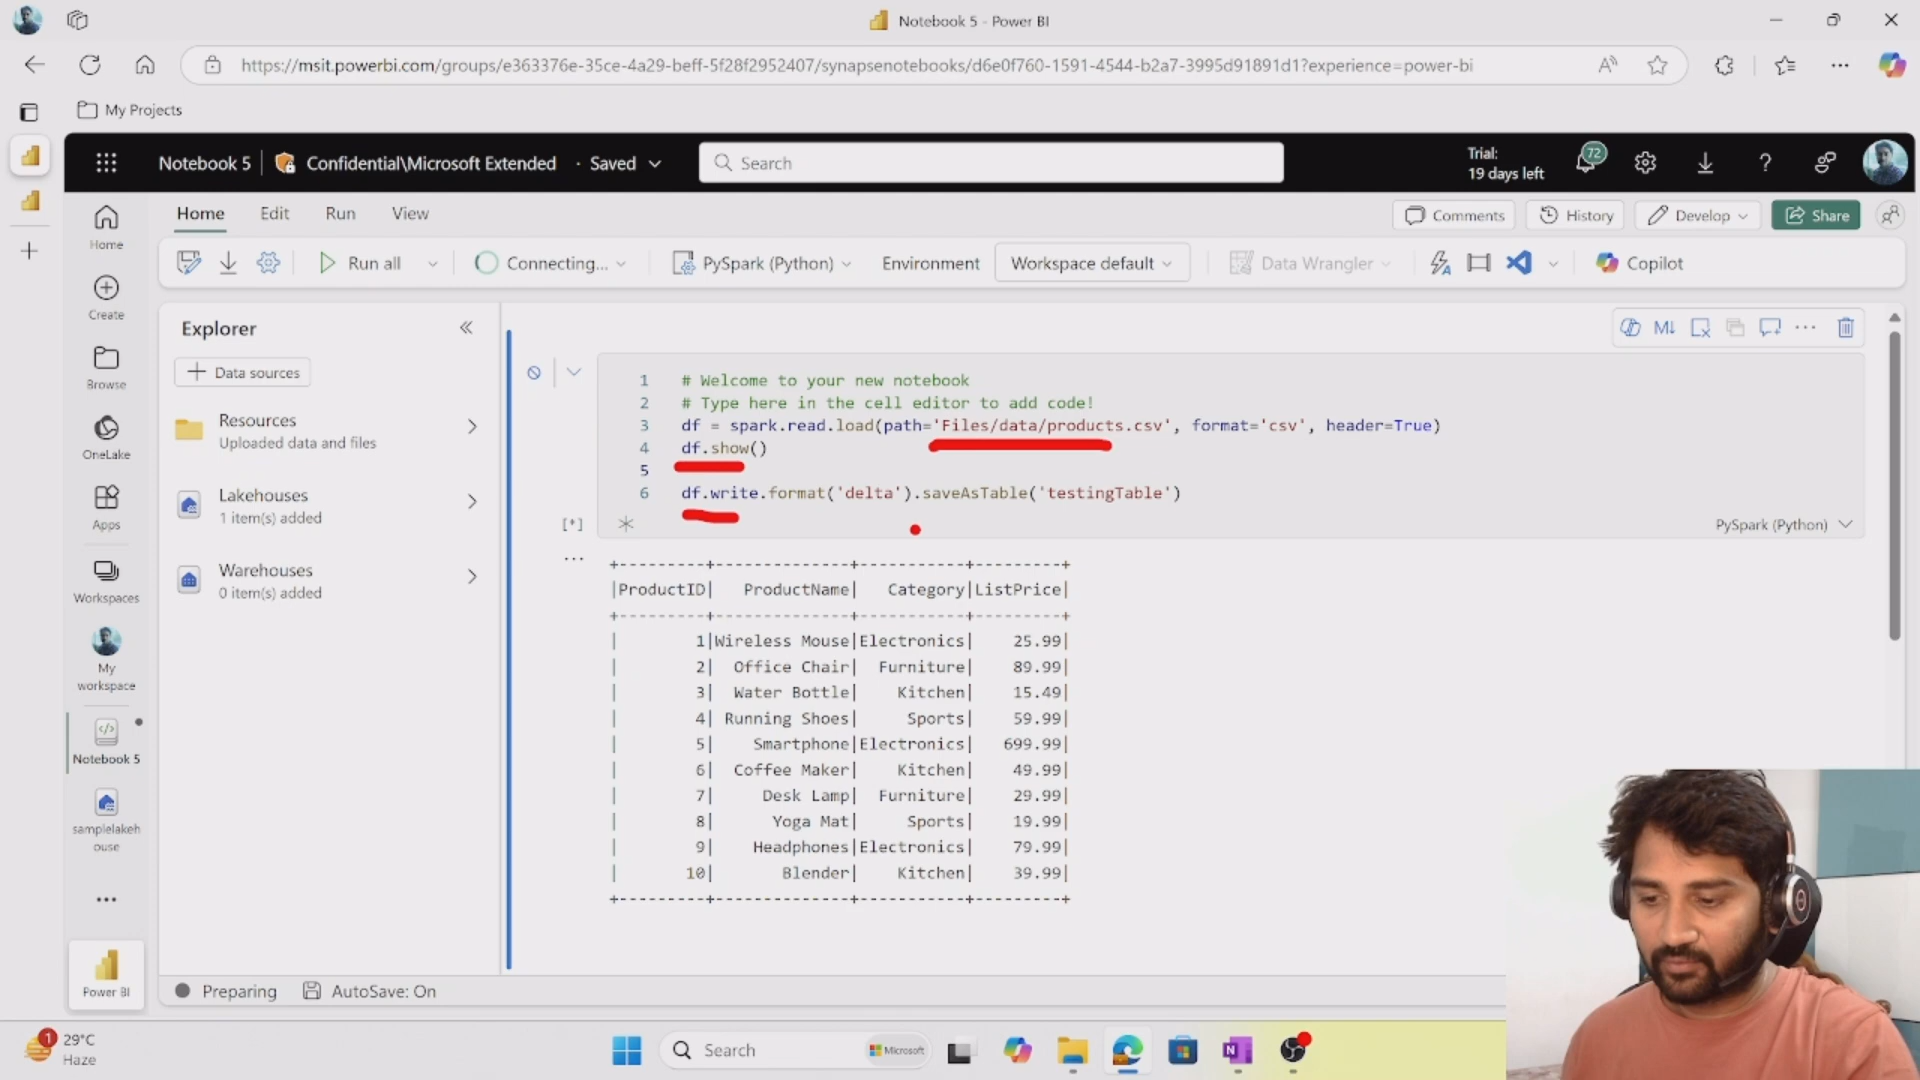 Notebook 5 - Power BI
https://msit.powerbi.com/groups/e363376e-35ce-4a29-beff-5f28f2952407/synapsenotebooks/d6e0f760-1591-4544-b2a7-3995d91891d1?experience=power-bi
My Projects
Notebook 5 Confidential\Microsoft Extended · Saved
Search
Trial:
19 days left
72
?
Home Edit Run View
Comments History Develop Share
Run all Connecting... PySpark (Python) Environment Workspace default Data Wrangler Copilot
Home
Create
Browse
OneLake
Apps
Workspaces
My
workspace
Notebook 5
samplelakeh
ouse
...
Power BI
Explorer
Data sources
Resources
Uploaded data and files
Lakehouses
1 item(s) added
Warehouses
0 item(s) added
M↓
1 # Welcome to your new notebook
2 # Type here in the cell editor to add code!
3 df = spark.read.load(path='Files/data/products.csv', format='csv', header=True)
4 df.show()
5
6 df.write.format('delta').saveAsTable('testingTable')
[*]
PySpark (Python)
...
+---------+--------------+-----------+---------+
|ProductID|   ProductName|   Category|ListPrice|
+---------+--------------+-----------+---------+
|        1|Wireless Mouse|Electronics|    25.99|
|        2|  Office Chair|  Furniture|    89.99|
|        3|  Water Bottle|    Kitchen|    15.49|
|        4| Running Shoes|     Sports|    59.99|
|        5|    Smartphone|Electronics|   699.99|
|        6|  Coffee Maker|    Kitchen|    49.99|
|        7|     Desk Lamp|  Furniture|    29.99|
|        8|      Yoga Mat|     Sports|    19.99|
|        9|    Headphones|Electronics|    79.99|
|       10|       Blender|    Kitchen|    39.99|
+---------+--------------+-----------+---------+
Preparing AutoSave: On
1
29°C
Haze
Search
Microsoft
N